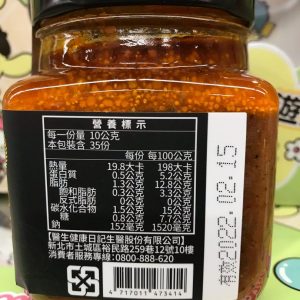 營養標示
每一份量 10公克
本包裝含 35份
每份 每100公克
熱量 19.8大卡 198大卡
蛋白質 0.5公克 5.2公克
脂肪 1.3公克 12.8公克
飽和脂肪 0.3公克 3.3公克
反式脂肪 0公克 0公克
碳水化合物 1.5公克
糖 0.8公克 7.7公克
鈉 152毫克 1520毫克
【醫生健康日記生醫股份有限公司】
新北市土城區裕民路259巷12號10樓
消費者服務專線:0800-888-620
4 717011 473414
有效2022.02.15